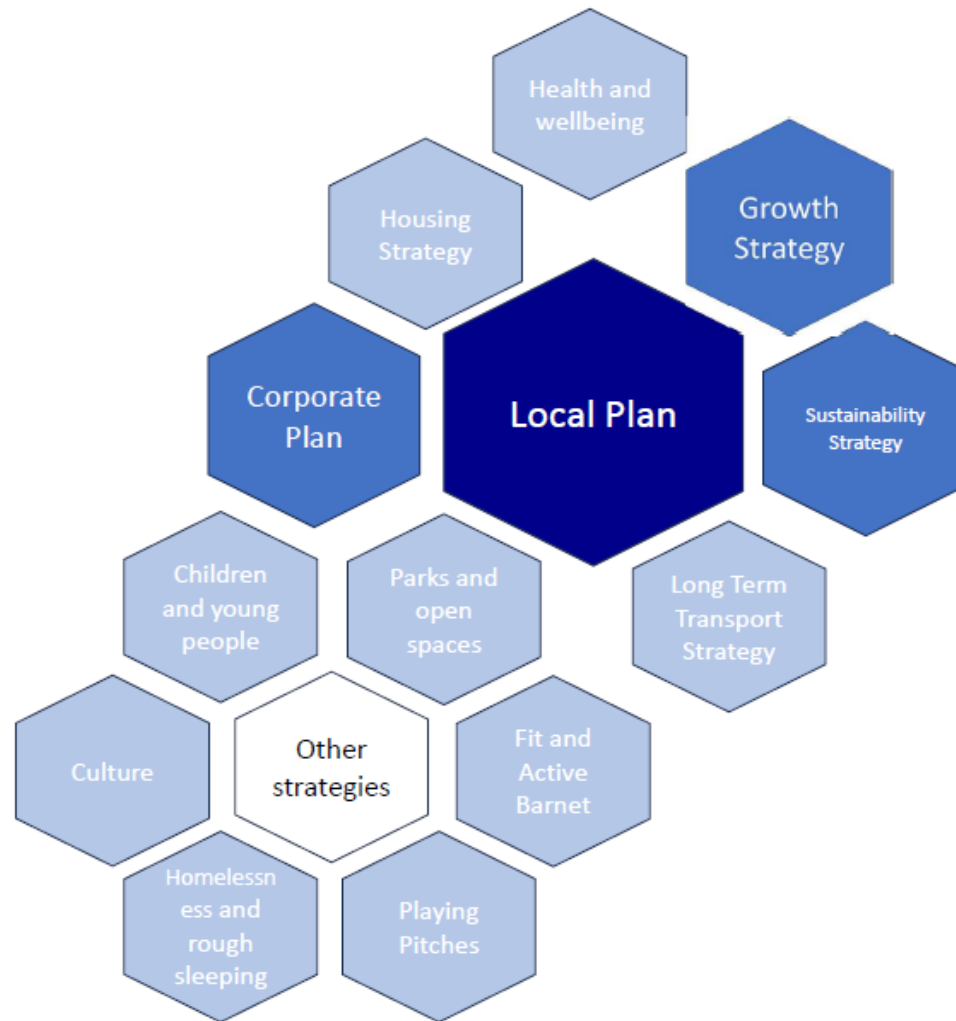 Health and
wellbeing
Growth
Strategy
Housing
Strategy
Corporate
Plan
Local Plan
Sustainability
Strategy
Children
and young
people
Parks and
open
spaces
Long Term
Transport
Strategy
Culture
Other
strategies
Fit and
Active
Barnet
Homelessn
ess and
rough
sleeping
Playing
Pitches